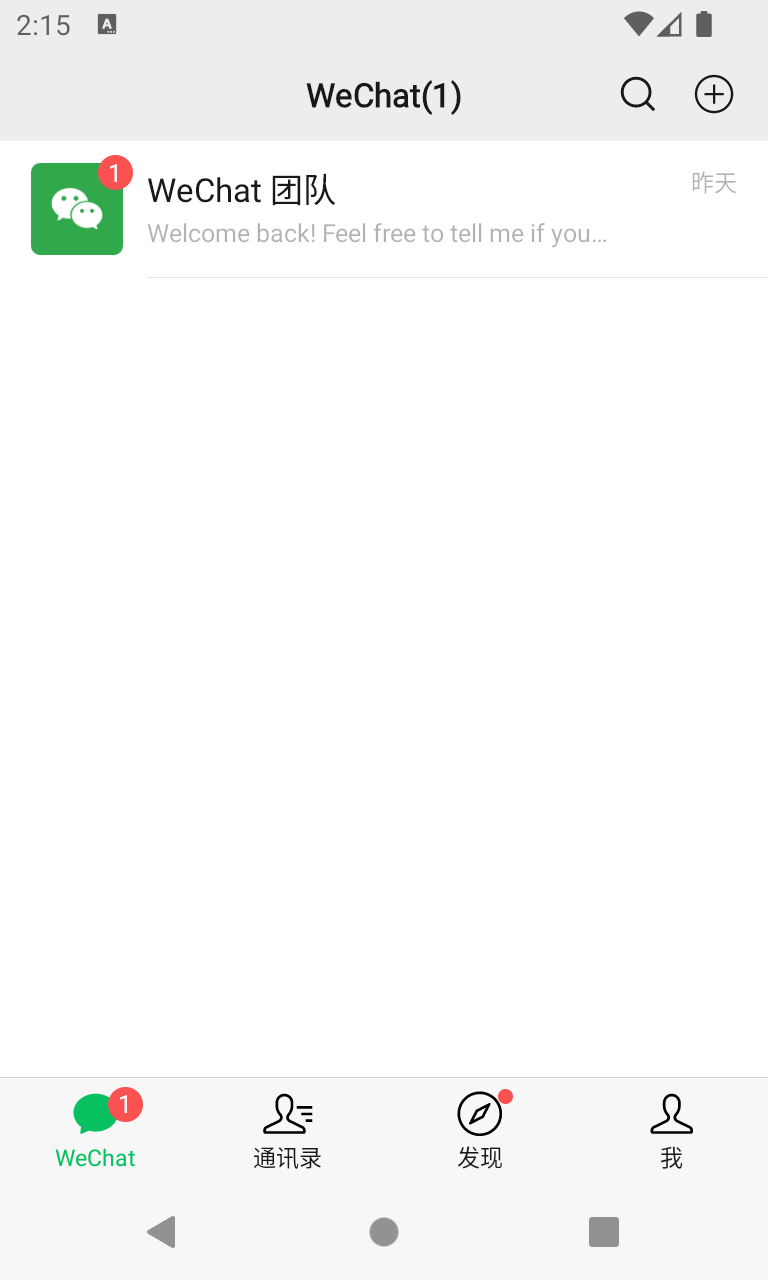 2:15
WeChat(1)
1
WeChat 团队
昨天
Welcome back! Feel free to tell me if you…
1
WeChat
通讯录
发现
我